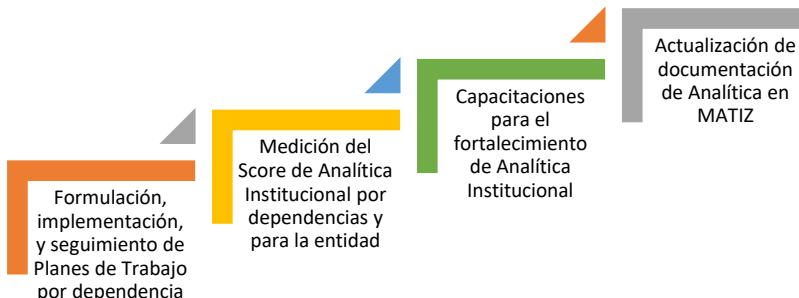 Formulación,
implementación,
y seguimiento de
Planes de Trabajo
por dependencia
Medición del
Score de Analítica
Institucional por
dependencias y
para la entidad
Capacitaciones
para el
fortalecimiento
de Analítica
Institucional
Actualización de
documentación
de Analítica en
MATIZ